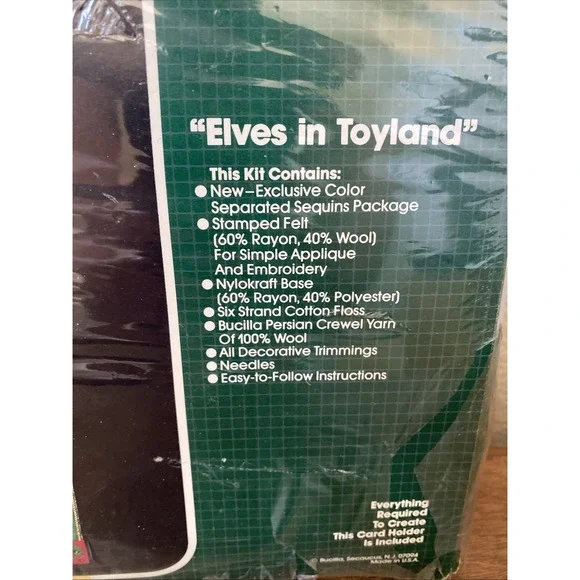 “Elves in Toyland”
This Kit Contains:
● New–Exclusive Color
Separated Sequins Package
● Stamped Felt
(60% Rayon, 40% Wool)
For Simple Applique
And Embroidery
● Nylokraft Base
(60% Rayon, 40% Polyester)
● Six Strand Cotton Floss
● Bucilla Persian Crewel Yarn
Of 100% Wool
● All Decorative Trimmings
● Needles
● Easy-to-Follow Instructions
Everything
Required
To Create
This Card Holder
Is Included
© Bucilla, Secaucus, N.J. 07094
Made in U.S.A.